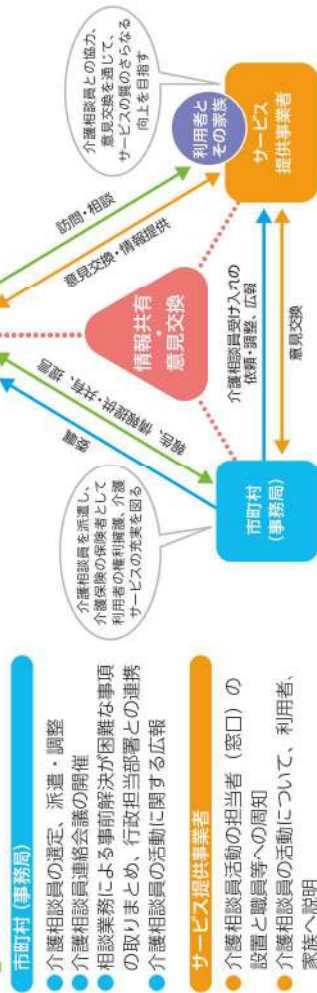 市町村（事務局）
●介護相談員の選定、派遣・調整
●介護相談員連絡会議の開催
●相談業務による事前解決が困難な事項
の取りまとめ、行政担当部署との連携
●介護相談員の活動に関する広報
サービス提供事業者
●介護相談員活動の担当者（窓口）の
設置と職員等への周知
●介護相談員の活動について、利用者、
家族へ説明
介護相談員を派遣し、
介護保険の保険者として
利用者の権利擁護、介護
サービスの充実を図る
市町村
（事務局）
委嘱
報告、情報提供・共有、提言
情報共有
・
意見交換
訪問・相談
意見交換・情報提供
介護相談員受け入れの
依頼・調整、広報
意見交換
介護相談員との協力、
意見交換を通じて、
サービスの質のさらなる
向上を目指す
利用者と
その家族
サービス
提供事業者